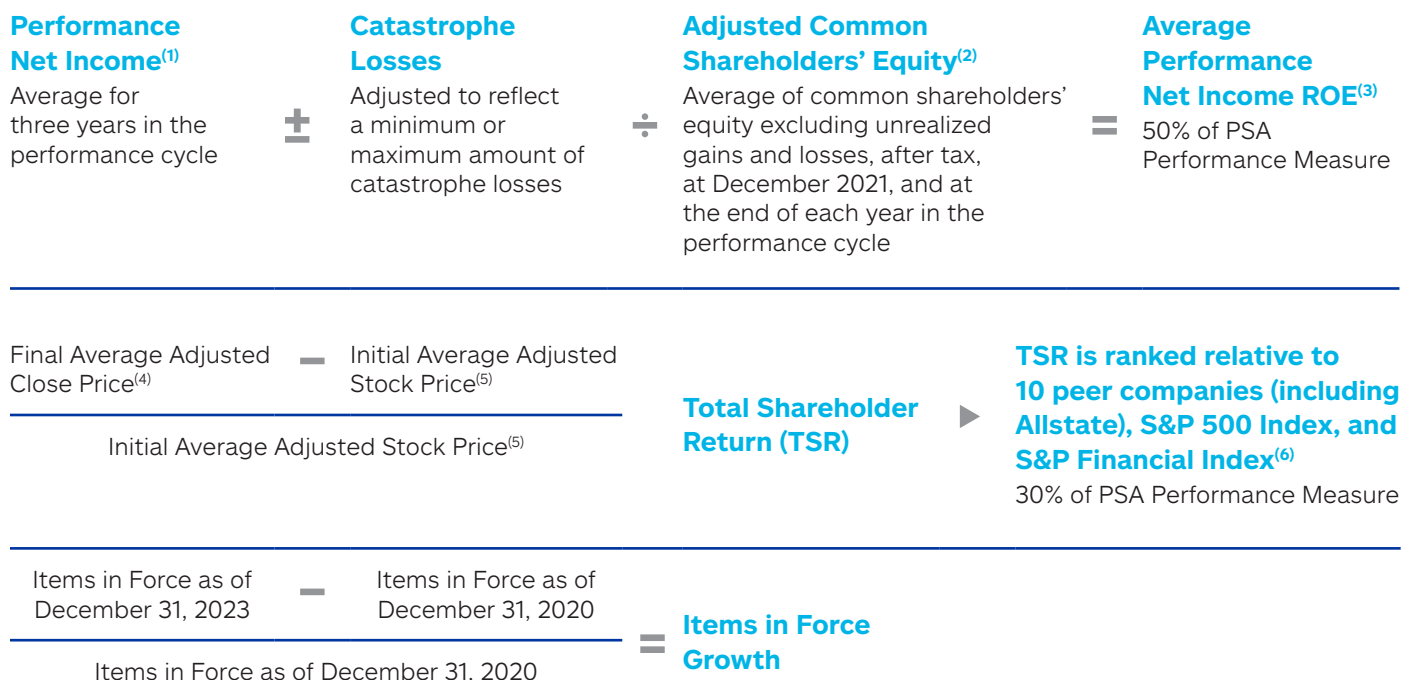 Performance
Net Income(1)
Average for
three years in the
performance cycle
±
Catastrophe
Losses
Adjusted to reflect
a minimum or
maximum amount of
catastrophe losses
÷
Adjusted Common
Shareholders' Equity(2)
Average of common shareholders'
equity excluding unrealized
gains and losses, after tax,
at December 2021, and at
the end of each year in the
performance cycle
=
Average
Performance
Net Income ROE(3)
50% of PSA
Performance Measure
Final Average Adjusted
Close Price(4)
−
Initial Average Adjusted
Stock Price(5)
Initial Average Adjusted Stock Price(5)
Total Shareholder
Return (TSR)
TSR is ranked relative to
10 peer companies (including
Allstate), S&P 500 Index, and
S&P Financial Index(6)
30% of PSA Performance Measure
Items in Force as of
December 31, 2023
−
Items in Force as of
December 31, 2020
Items in Force as of December 31, 2020
=
Items in Force
Growth